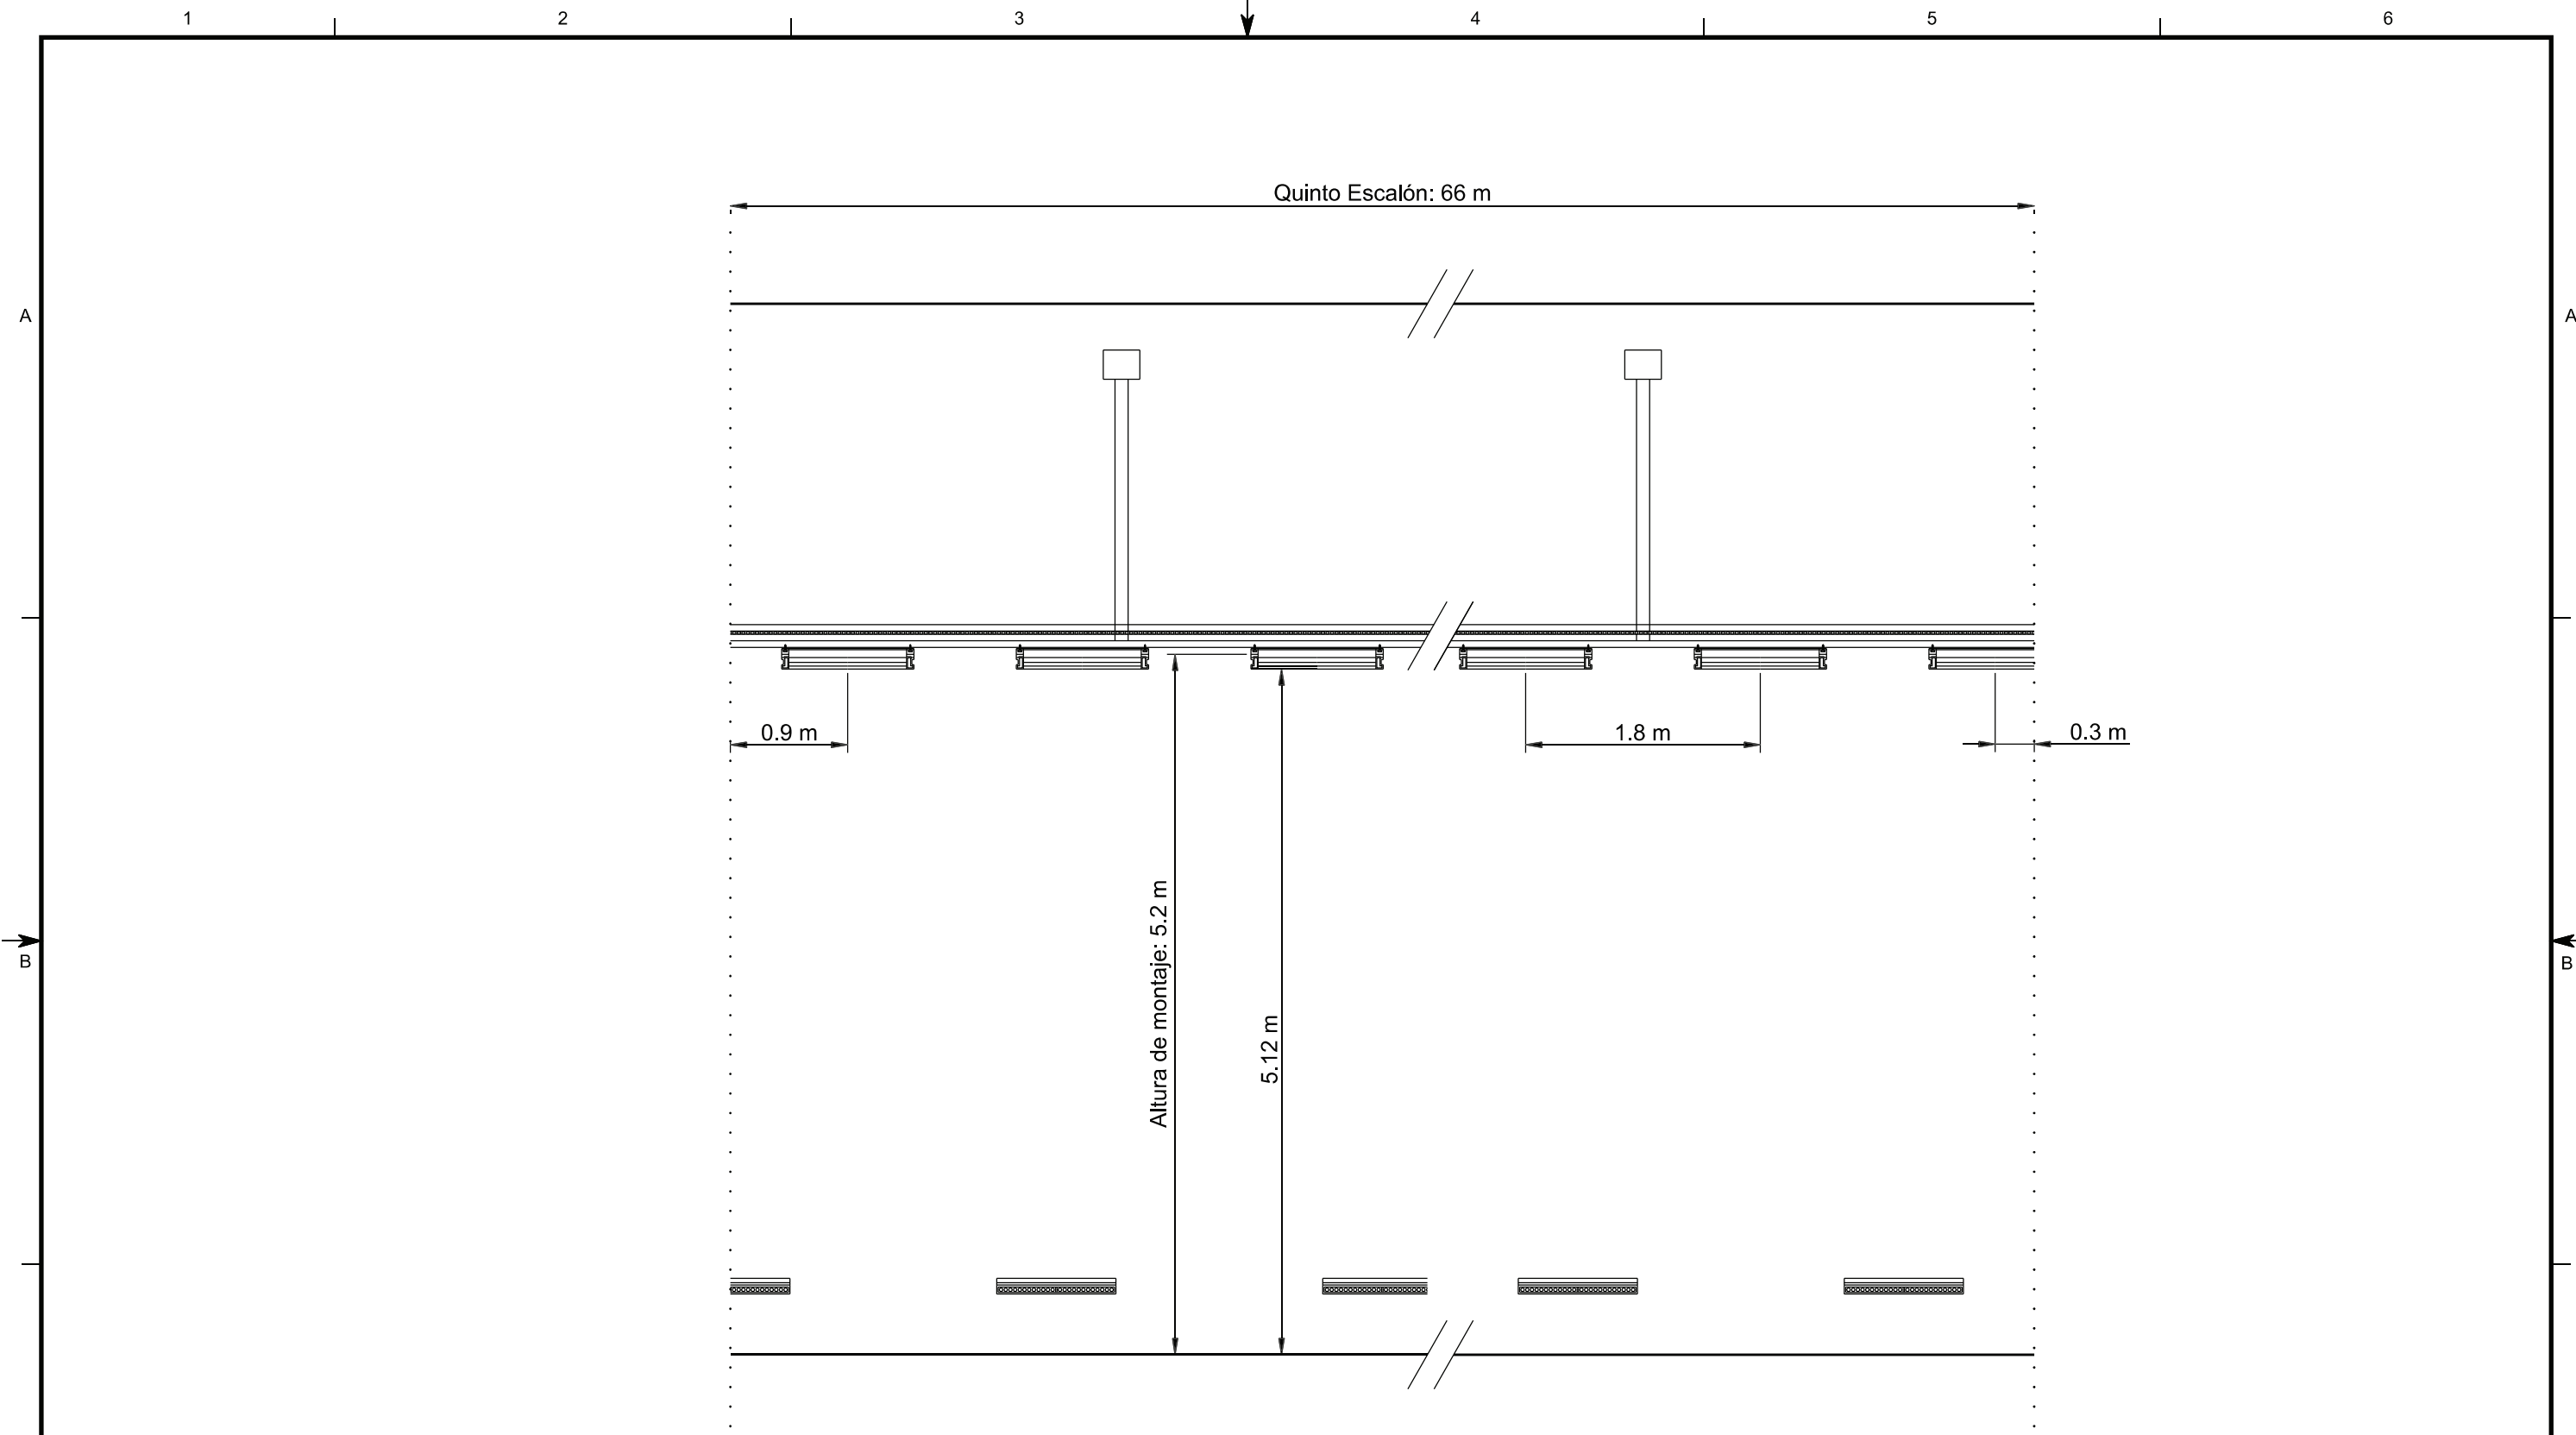 1 2 3 4 5 6
Quinto Escalón: 66 m
A A
0.9 m 1.8 m 0.3 m
Altura de montaje: 5.2 m
5.12 m
B B